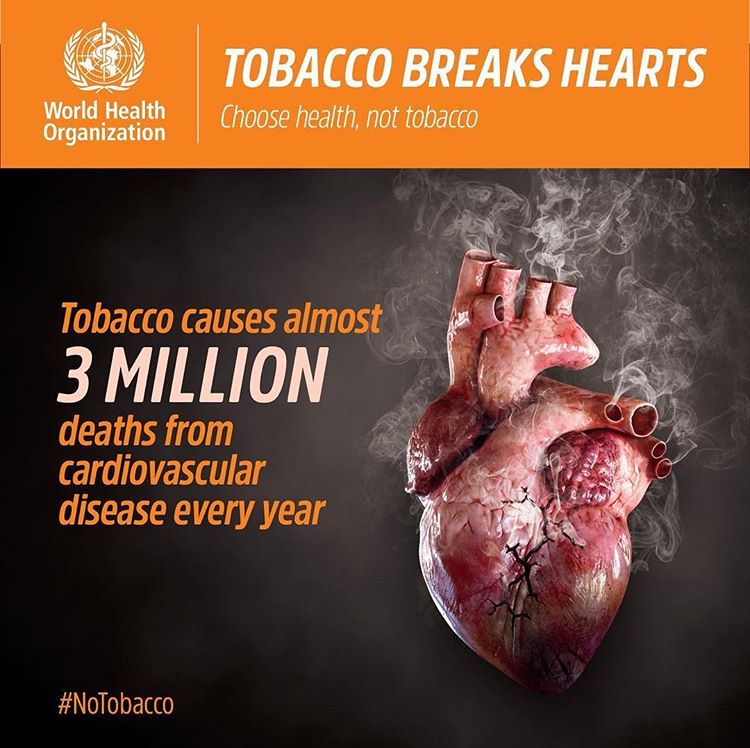 World Health
Organization
TOBACCO BREAKS HEARTS
Choose health, not tobacco
Tobacco causes almost
3 MILLION
deaths from
cardiovascular
disease every year
#NoTobacco